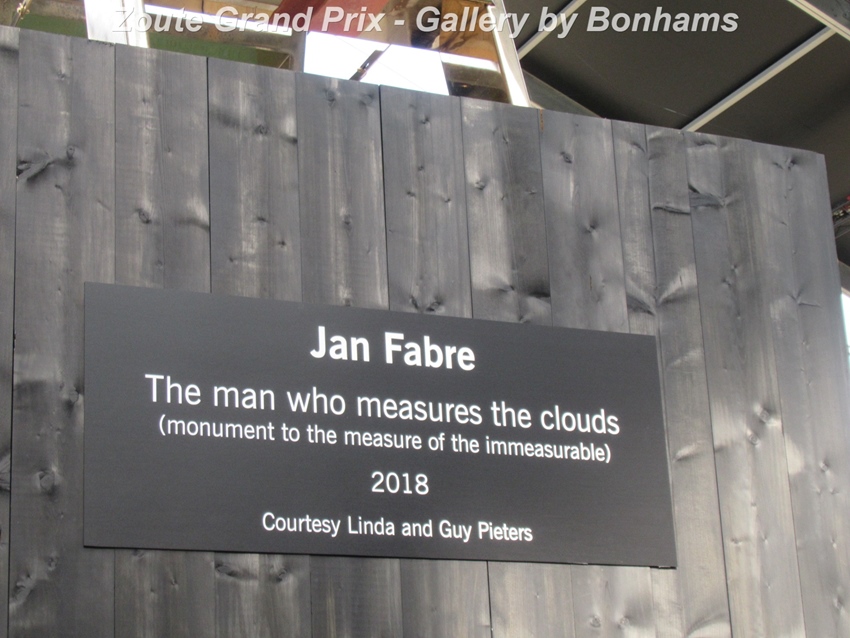 Zoute Grand Prix - Gallery by Bonhams
Jan Fabre
The man who measures the clouds
(monument to the measure of the immeasurable)
2018
Courtesy Linda and Guy Pieters